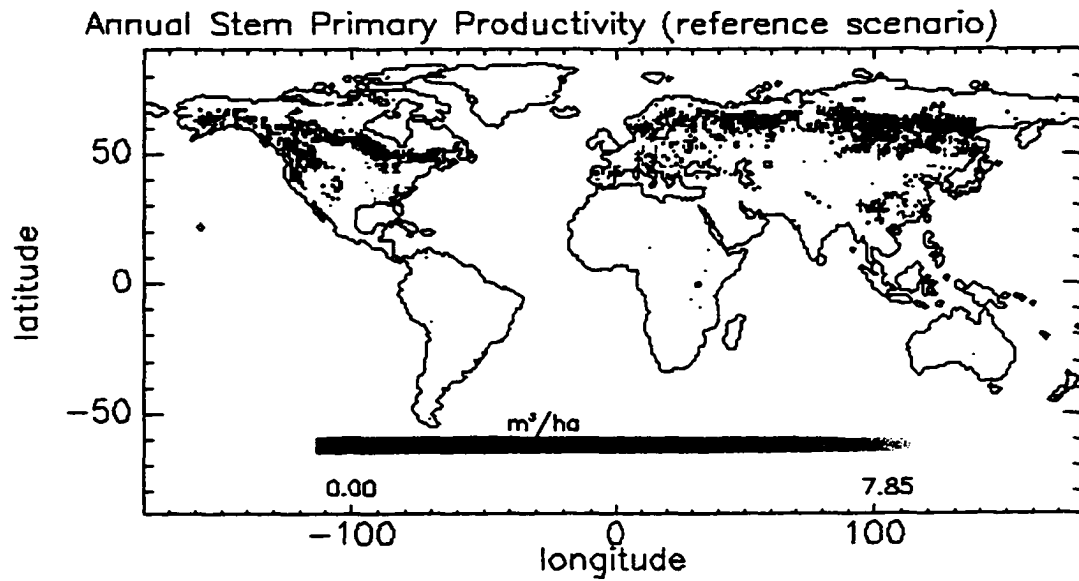 Annual Stem Primary Productivity (reference scenario)
50
0
−50
latitude
m³/ha
0.00 7.85
−100 0 100
longitude